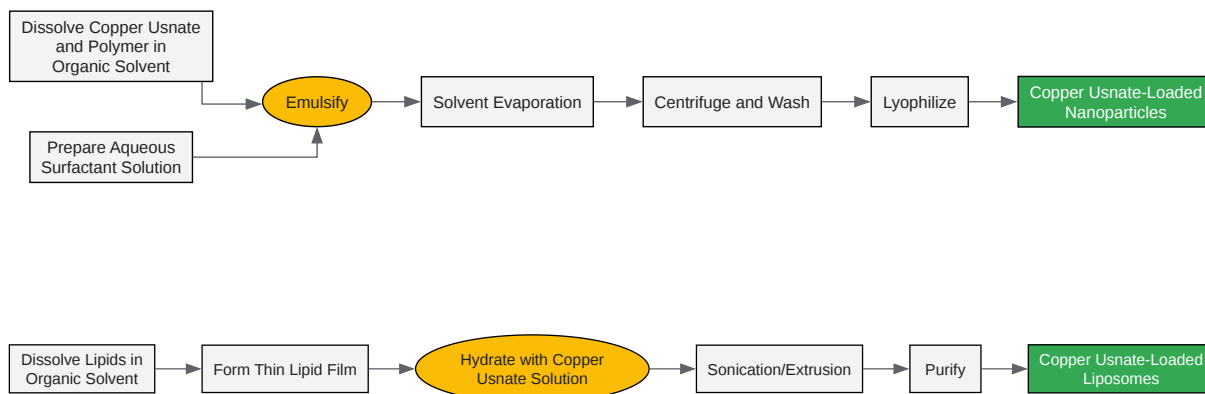 Dissolve Copper Usnate
and Polymer in
Organic Solvent
Emulsify
Solvent Evaporation
Centrifuge and Wash
Lyophilize
Copper Usnate-Loaded
Nanoparticles
Prepare Aqueous
Surfactant Solution
Dissolve Lipids in
Organic Solvent
Form Thin Lipid Film
Hydrate with Copper
Usnate Solution
Sonication/Extrusion
Purify
Copper Usnate-Loaded
Liposomes